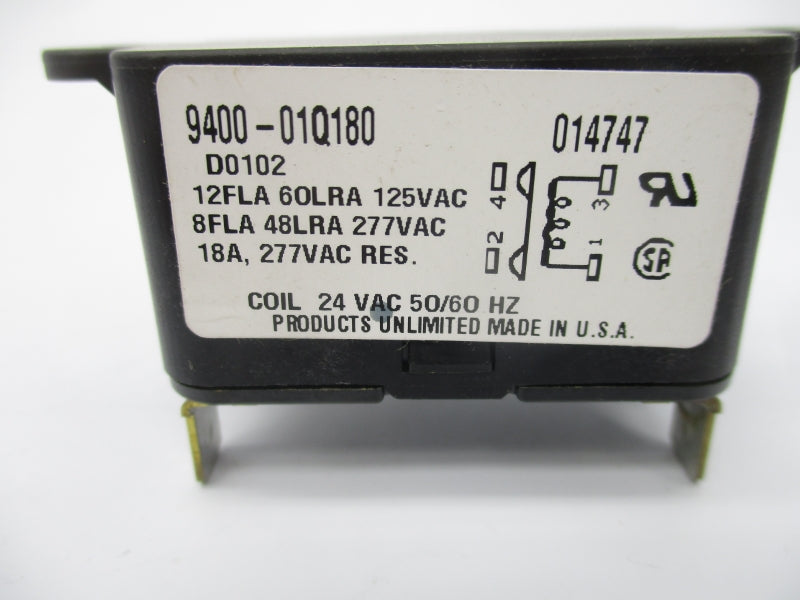 9400-01Q180 014747
D0102
12FLA 60LRA 125VAC
8FLA 48LRA 277VAC
18A, 277VAC RES.
4 3
2 1
COIL 24 VAC 50/60 HZ
PRODUCTS UNLIMITED MADE IN U.S.A.